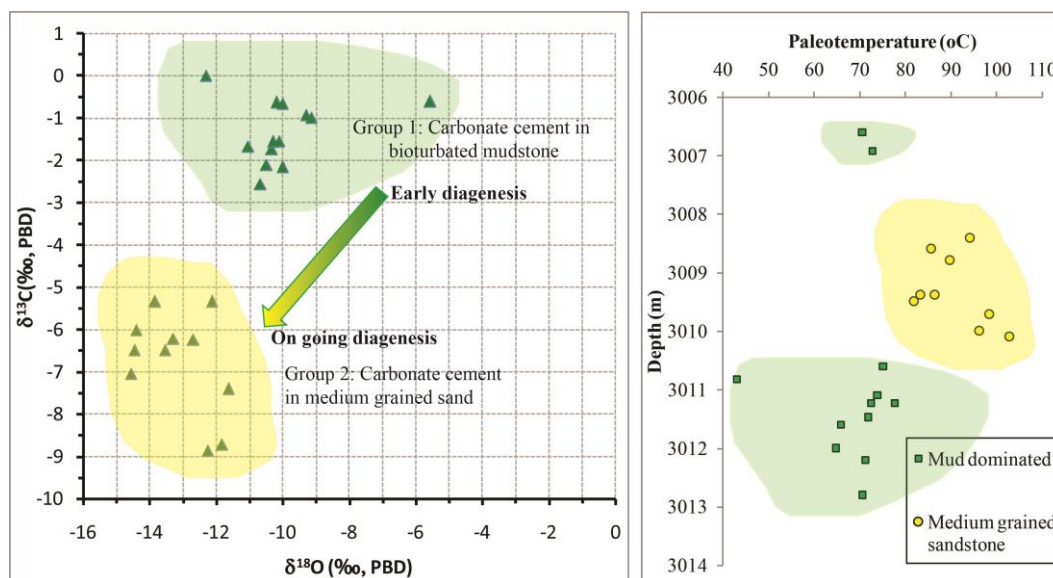 1
0
-1
-2
-3
-4
-5
-6
-7
-8
-9
-10
δ13C(‰, PBD)
-16
-14
-12
-10
-8
-6
-4
-2
0
δ18O (‰, PBD)
Group 1: Carbonate cement in
bioturbated mudstone
Early diagenesis
On going diagenesis
Group 2: Carbonate cement
in medium grained sand
Paleotemperature (oC)
40
50
60
70
80
90
100
110
3006
3007
3008
3009
3010
3011
3012
3013
3014
Depth (m)
Mud dominated
Medium grained
sandstone